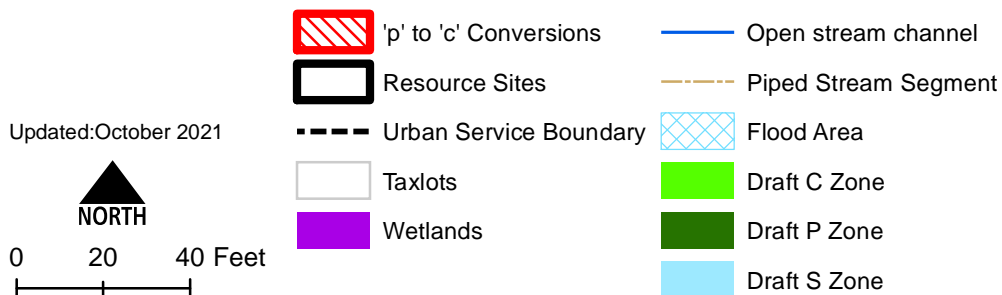 Updated:October 2021
NORTH
0 20 40 Feet
'p' to 'c' Conversions
Resource Sites
Urban Service Boundary
Taxlots
Wetlands
Open stream channel
Piped Stream Segment
Flood Area
Draft C Zone
Draft P Zone
Draft S Zone